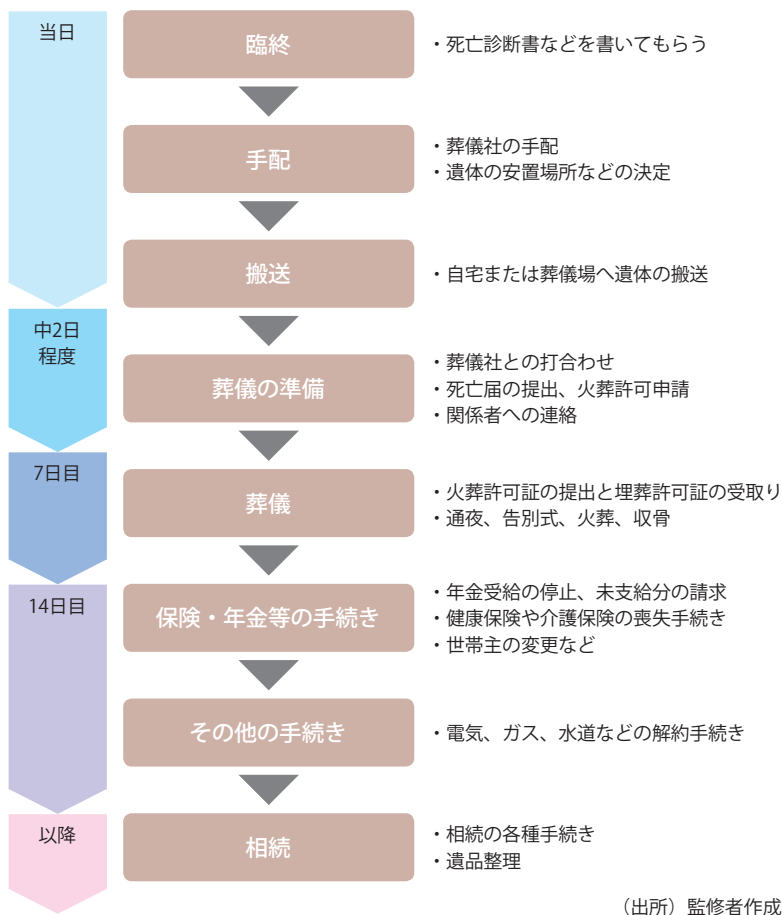 当日
臨終
・死亡診断書などを書いてもらう
手配
・葬儀社の手配
・遺体の安置場所などの決定
搬送
・自宅または葬儀場へ遺体の搬送
中2日
程度
葬儀の準備
・葬儀社との打合わせ
・死亡届の提出、火葬許可申請
・関係者への連絡
7日目
葬儀
・火葬許可証の提出と埋葬許可証の受取り
・通夜、告別式、火葬、収骨
14日目
保険・年金等の手続き
・年金受給の停止、未支給分の請求
・健康保険や介護保険の喪失手続き
・世帯主の変更など
その他の手続き
・電気、ガス、水道などの解約手続き
以降
相続
・相続の各種手続き
・遺品整理
（出所）監修者作成